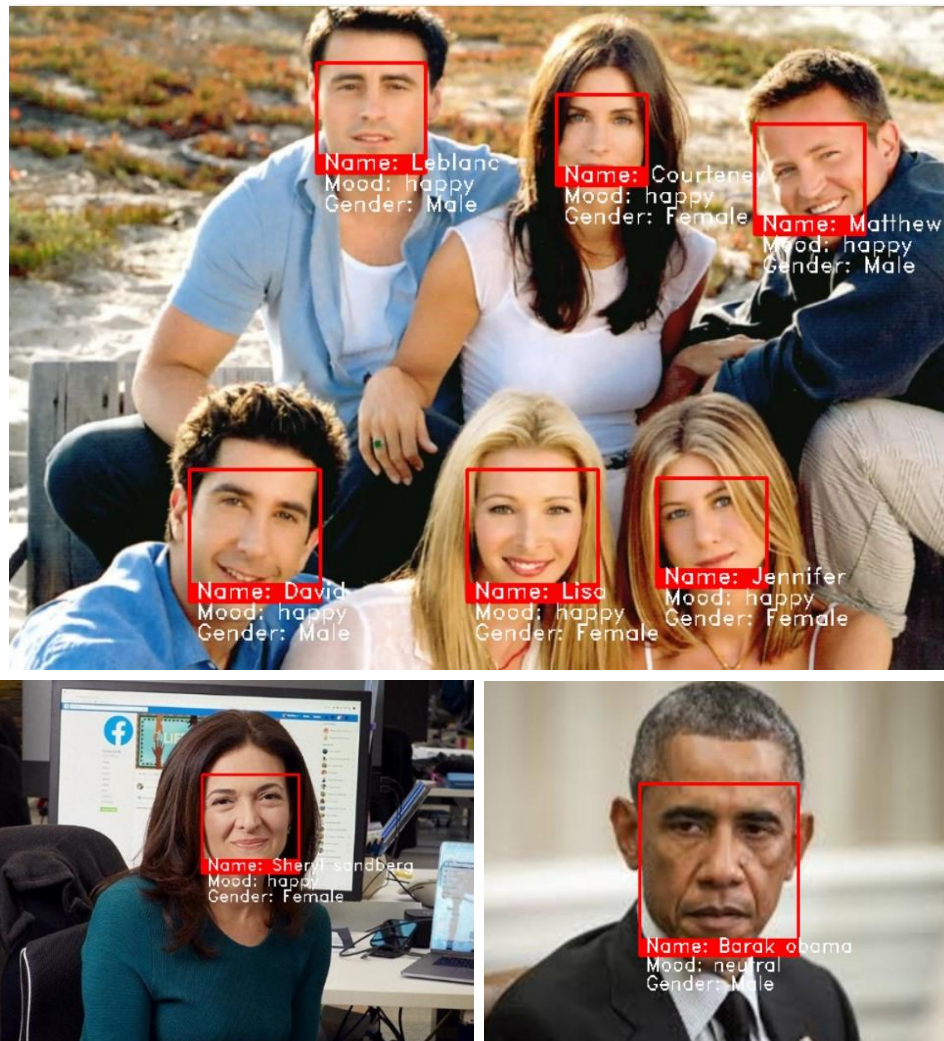 Name: Leblanc
Mood: happy
Gender: Male
Name: Courteney
Mood: happy
Gender: Female
Name: Matthew
Mood: happy
Gender: Male
Name: David
Mood: happy
Gender: Male
Name: Lisa
Mood: happy
Gender: Female
Name: Jennifer
Mood: happy
Gender: Female
Name: Sheryl sandberg
Mood: happy
Gender: Female
Name: Barak obama
Mood: neutral
Gender: Male